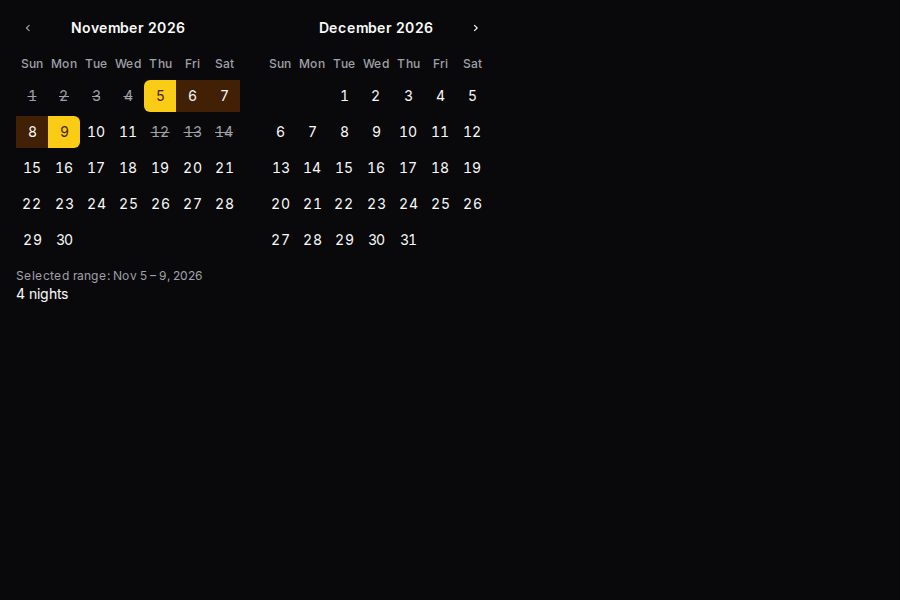 November 2026
Sun Mon Tue Wed Thu Fri Sat
1 2 3 4 5 6 7
8 9 10 11 12 13 14
15 16 17 18 19 20 21
22 23 24 25 26 27 28
29 30
December 2026
Sun Mon Tue Wed Thu Fri Sat
1 2 3 4 5
6 7 8 9 10 11 12
13 14 15 16 17 18 19
20 21 22 23 24 25 26
27 28 29 30 31
Selected range: Nov 5 – 9, 2026
4 nights